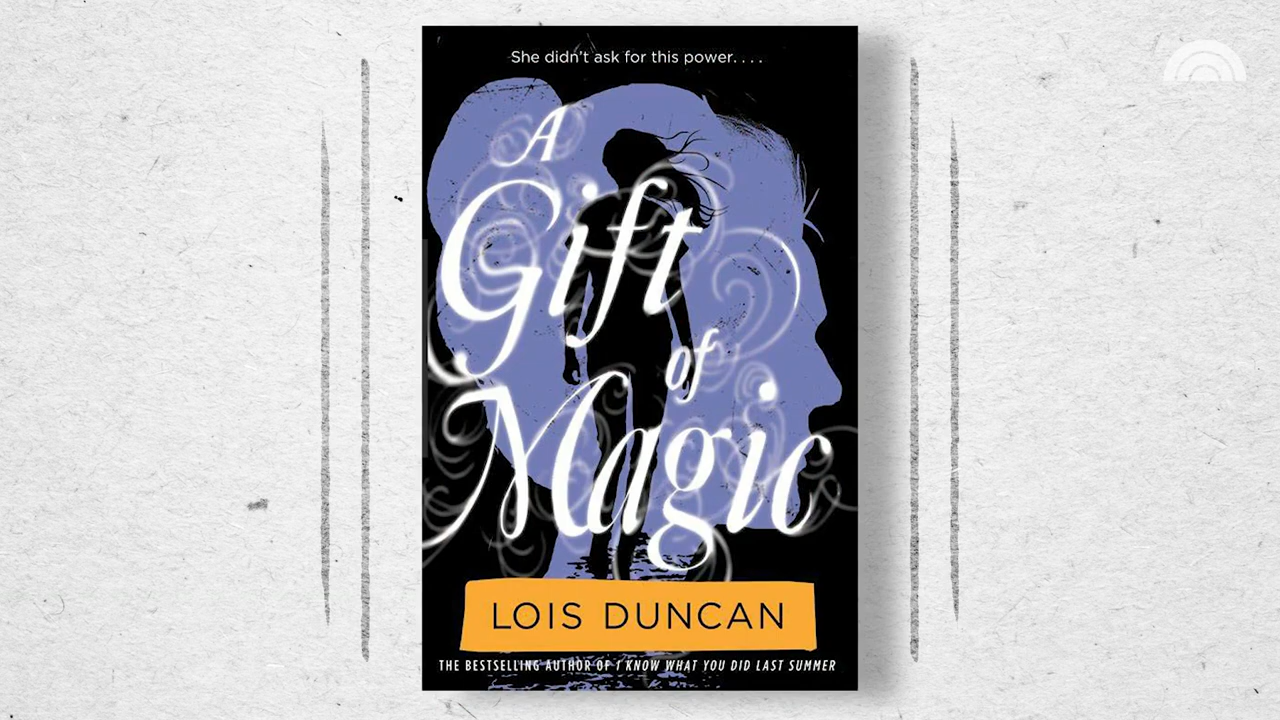 She didn't ask for this power. . . .
A
Gift
of
Magic
LOIS DUNCAN
THE BESTSELLING AUTHOR OF I KNOW WHAT YOU DID LAST SUMMER